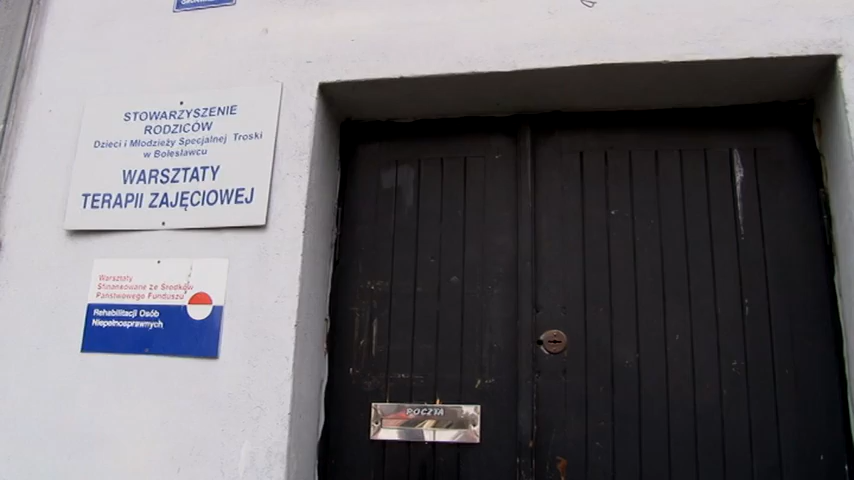 STOWARZYSZENIE
RODZICÓW
Dzieci i Młodzieży Specjalnej Troski
w Bolesławcu
WARSZTATY
TERAPII ZAJĘCIOWEJ
Warsztaty
Sfinansowane ze Środków
Państwowego Funduszu
Rehabilitacji Osób
Niepełnosprawnych
POCZTA